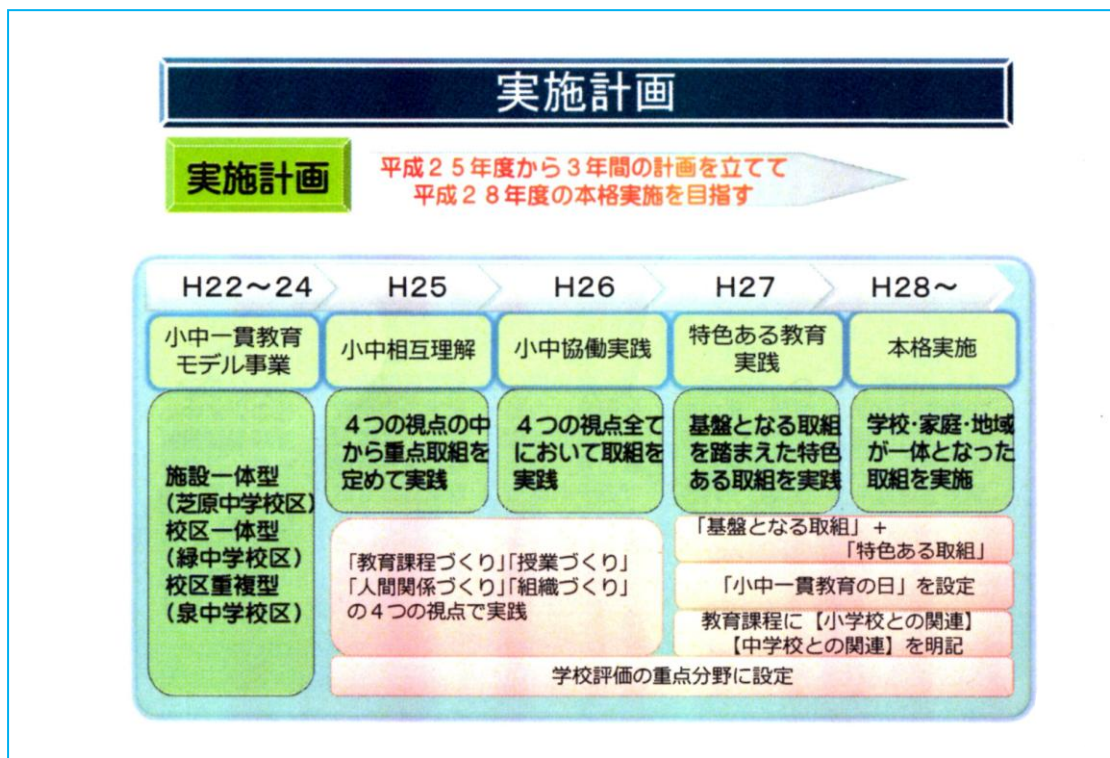 実施計画
実施計画
平成25年度から3年間の計画を立てて
平成28年度の本格実施を目指す
H22～24
H25
H26
H27
H28～
小中一貫教育
モデル事業
小中相互理解
小中協働実践
特色ある教育
実践
本格実施
施設一体型
(芝原中学校区)
校区一体型
(緑中学校区)
校区重複型
(泉中学校区)
4つの視点の中
から重点取組を
定めて実践
4つの視点全て
において取組を
実践
基盤となる取組
を踏まえた特色
ある取組を実践
学校・家庭・地域
が一体となった
取組を実施
「教育課程づくり」「授業づくり」
「人間関係づくり」「組織づくり」
の4つの視点で実践
「基盤となる取組」+
「特色ある取組」
「小中一貫教育の日」を設定
教育課程に【小学校との関連】
【中学校との関連】を明記
学校評価の重点分野に設定